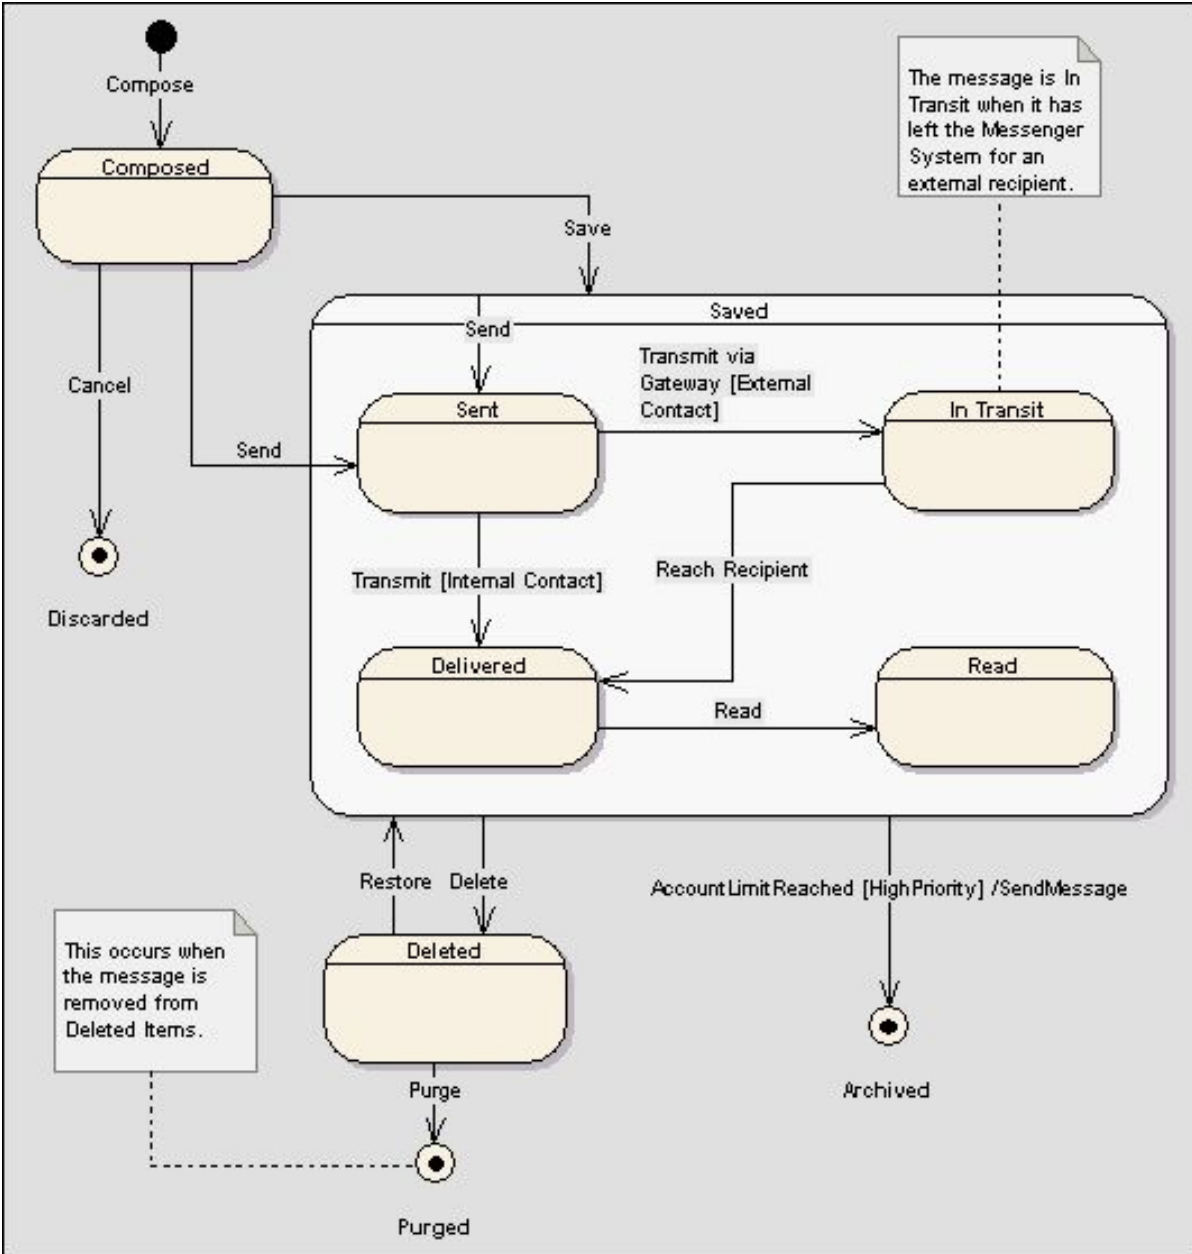 Compose
The message is In
Transit when it has
left the Messenger
System for an
external recipient.
Composed
Save
Saved
Send
Transmit via
Gateway [External
Contact]
Cancel
Sent
In Transit
Send
Reach Recipient
Transmit [Internal Contact]
Discarded
Delivered
Read
Read
Restore
Delete
AccountLimitReached [HighPriority] /SendMessage
This occurs when
the message is
removed from
Deleted Items.
Deleted
Purge
Archived
Purged